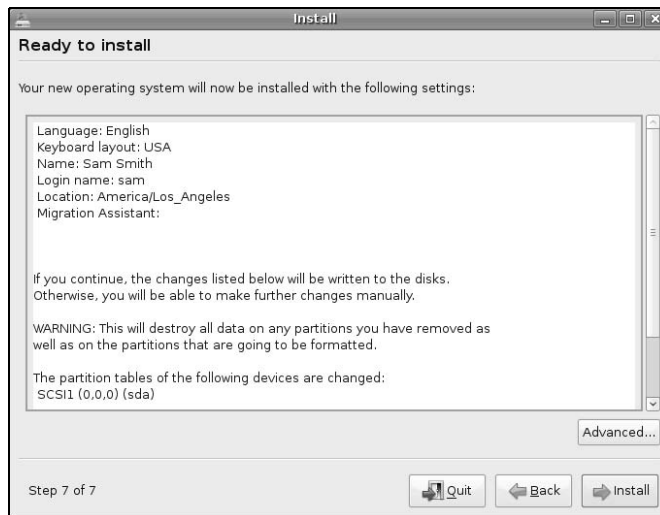 Install
Ready to install
Your new operating system will now be installed with the following settings:
Language: English
Keyboard layout: USA
Name: Sam Smith
Login name: sam
Location: America/Los_Angeles
Migration Assistant:
If you continue, the changes listed below will be written to the disks.
Otherwise, you will be able to make further changes manually.
WARNING: This will destroy all data on any partitions you have removed as
well as on the partitions that are going to be formatted.
The partition tables of the following devices are changed:
SCSI1 (0,0,0) (sda)
Advanced...
Step 7 of 7
Quit
Back
Install